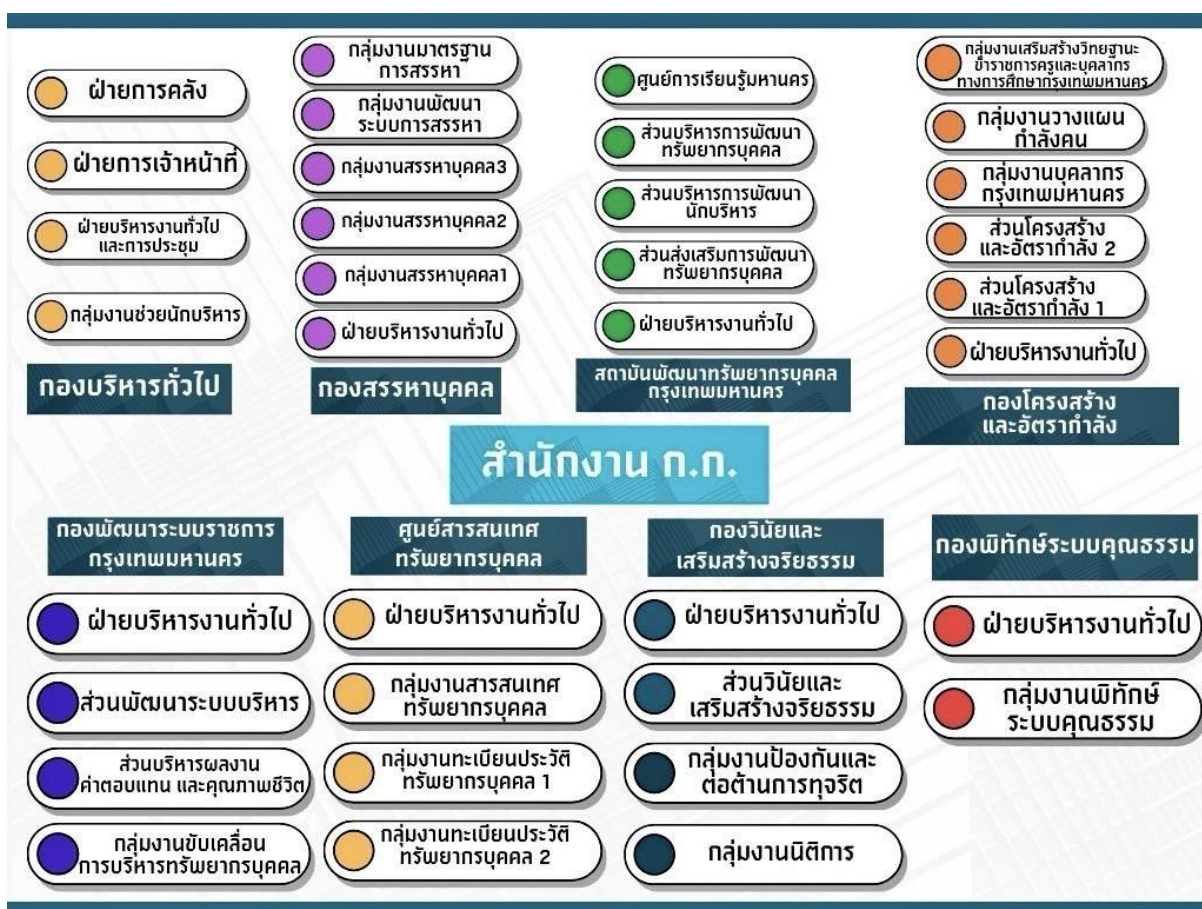 ฝ่ายการคลัง
ฝ่ายการเจ้าหน้าที่
ฝ่ายบริหารงานทั่วไป
และการประชุม
กลุ่มงานช่วยนักบริหาร
กองบริหารทั่วไป
กลุ่มงานมาตรฐาน
การสรรหา
กลุ่มงานพัฒนา
ระบบการสรรหา
กลุ่มงานสรรหาบุคคล3
กลุ่มงานสรรหาบุคคล2
กลุ่มงานสรรหาบุคคล1
ฝ่ายบริหารงานทั่วไป
กองสรรหาบุคคล
ศูนย์การเรียนรู้มหานคร
ส่วนบริหารการพัฒนา
ทรัพยากรบุคคล
ส่วนบริหารการพัฒนา
นักบริหาร
ส่วนส่งเสริมการพัฒนา
ทรัพยากรบุคคล
ฝ่ายบริหารงานทั่วไป
สถาบันพัฒนาทรัพยากรบุคคล
กรุงเทพมหานคร
กลุ่มงานเสริมสร้างวิทยฐานะ
ข้าราชการครูและบุคลากร
ทางการศึกษากรุงเทพมหานคร
กลุ่มงานวางแผน
กำลังคน
กลุ่มงานบุคลากร
กรุงเทพมหานคร
ส่วนโครงสร้าง
และอัตรากำลัง 2
ส่วนโครงสร้าง
และอัตรากำลัง 1
ฝ่ายบริหารงานทั่วไป
กองโครงสร้าง
และอัตรากำลัง
สำนักงาน ก.ก.
กองพัฒนาระบบราชการ
กรุงเทพมหานคร
ฝ่ายบริหารงานทั่วไป
ส่วนพัฒนาระบบบริหาร
ส่วนบริหารผลงาน
ค่าตอบแทน และคุณภาพชีวิต
กลุ่มงานขับเคลื่อน
การบริหารทรัพยากรบุคคล
ศูนย์สารสนเทศ
ทรัพยากรบุคคล
ฝ่ายบริหารงานทั่วไป
กลุ่มงานสารสนเทศ
ทรัพยากรบุคคล
กลุ่มงานทะเบียนประวัติ
ทรัพยากรบุคคล 1
กลุ่มงานทะเบียนประวัติ
ทรัพยากรบุคคล 2
กองวินัยและ
เสริมสร้างจริยธรรม
ฝ่ายบริหารงานทั่วไป
ส่วนวินัยและ
เสริมสร้างจริยธรรม
กลุ่มงานป้องกันและ
ต่อต้านการทุจริต
กลุ่มงานนิติการ
กองพิทักษ์ระบบคุณธรรม
ฝ่ายบริหารงานทั่วไป
กลุ่มงานพิทักษ์
ระบบคุณธรรม